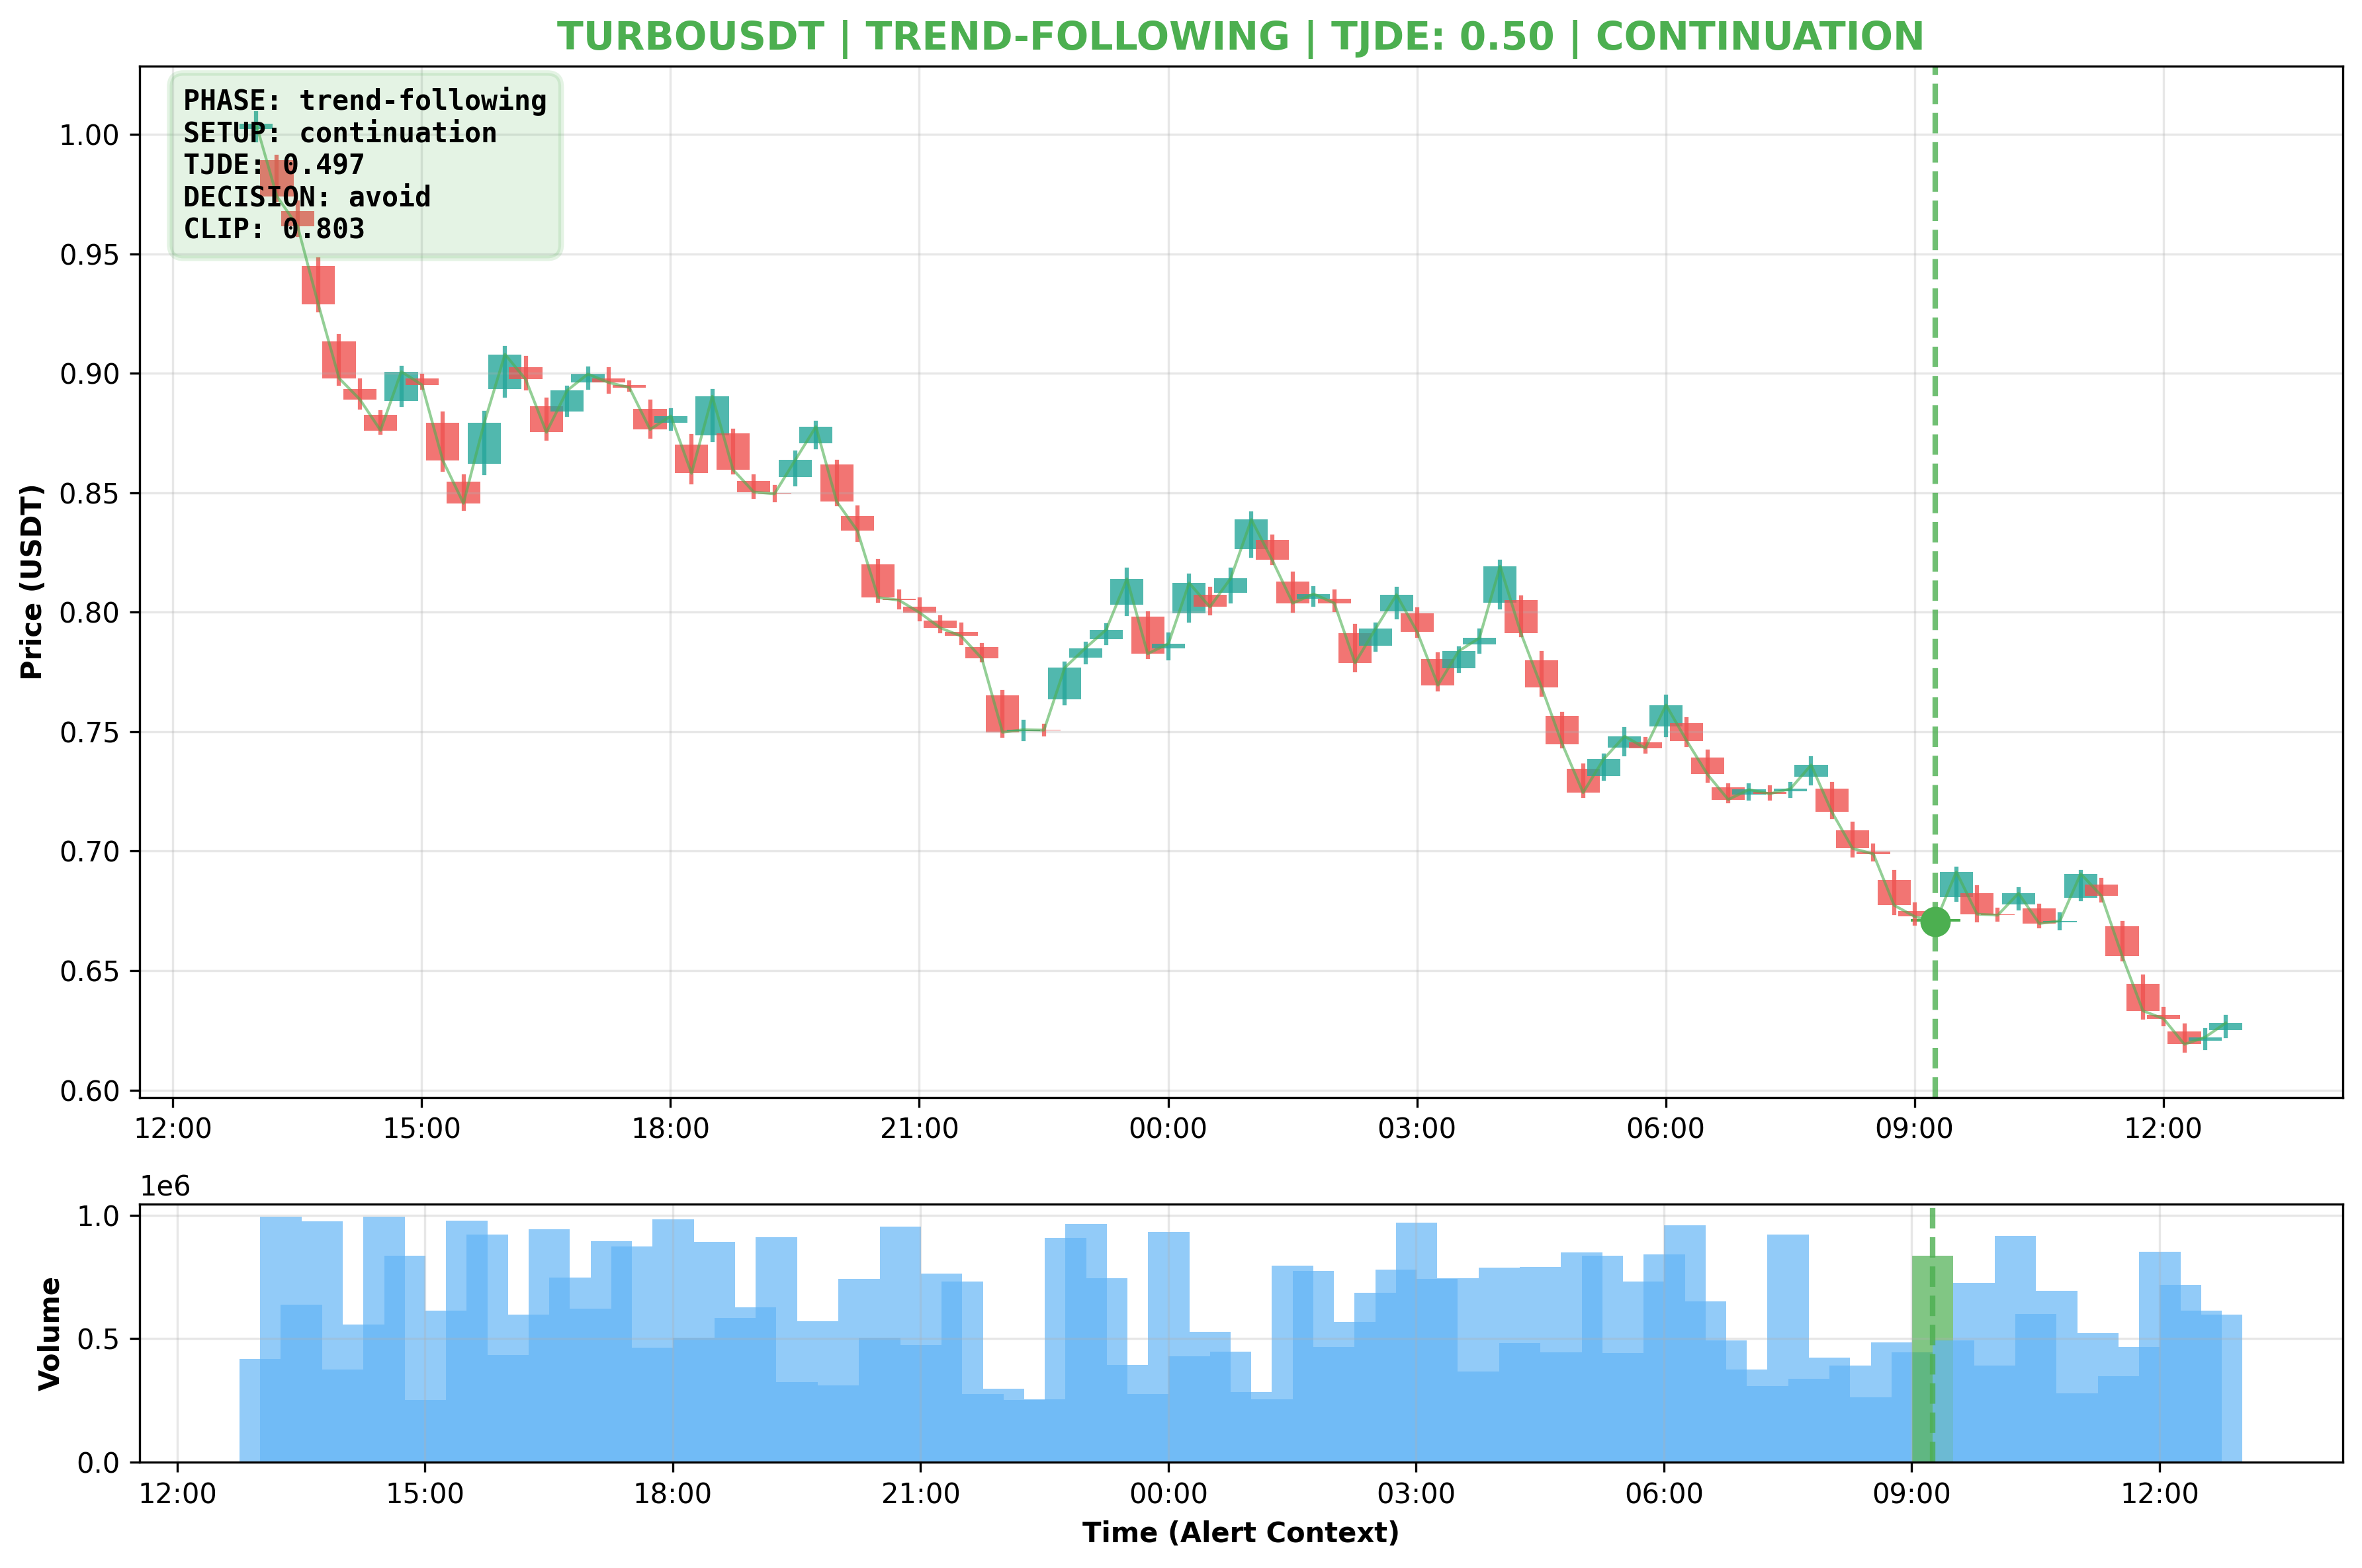 TURBOUSDT | TREND-FOLLOWING | TJDE: 0.50 | CONTINUATION
PHASE: trend-following
SETUP: continuation
TJDE: 0.497
DECISION: avoid
CLIP: 0.803
Price (USDT)
1.00
0.95
0.90
0.85
0.80
0.75
0.70
0.65
0.60
12:00 15:00 18:00 21:00 00:00 03:00 06:00 09:00 12:00
1e6
Volume
1.0
0.5
0.0
12:00 15:00 18:00 21:00 00:00 03:00 06:00 09:00 12:00
Time (Alert Context)